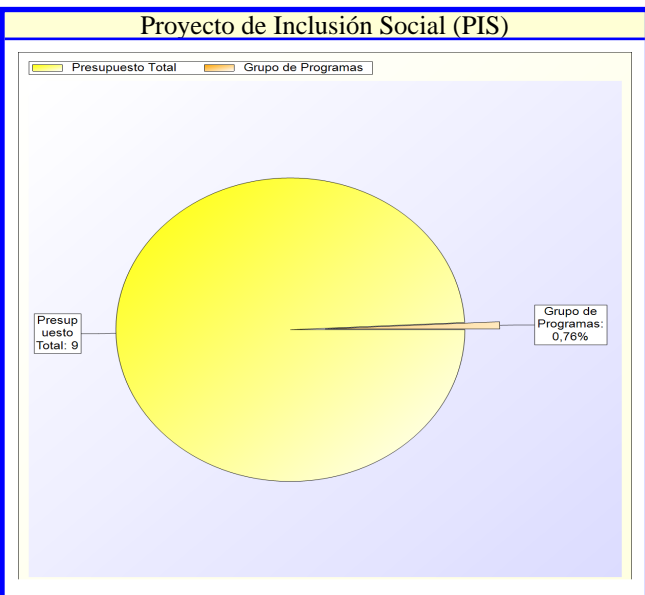 Proyecto de Inclusión Social (PIS)
Presupuesto Total
Grupo de Programas
Presup
uesto
Total: 9
Grupo de
Programas:
0,76%